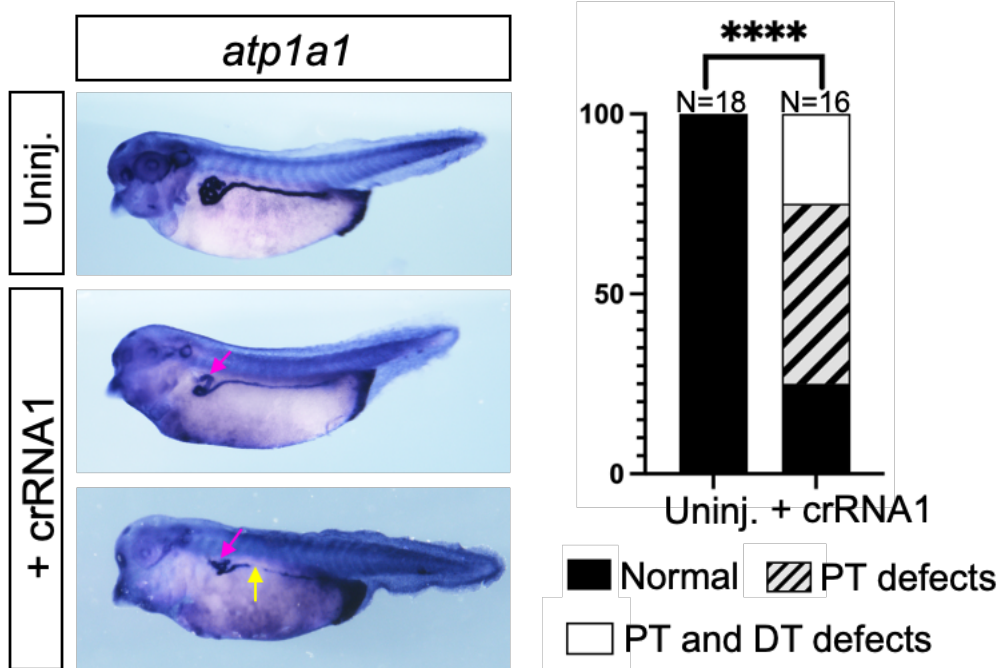 atp1a1
Uninj.
+ crRNA1
****
N=18 N=16
100
50
0
Uninj. + crRNA1
Normal PT defects
PT and DT defects